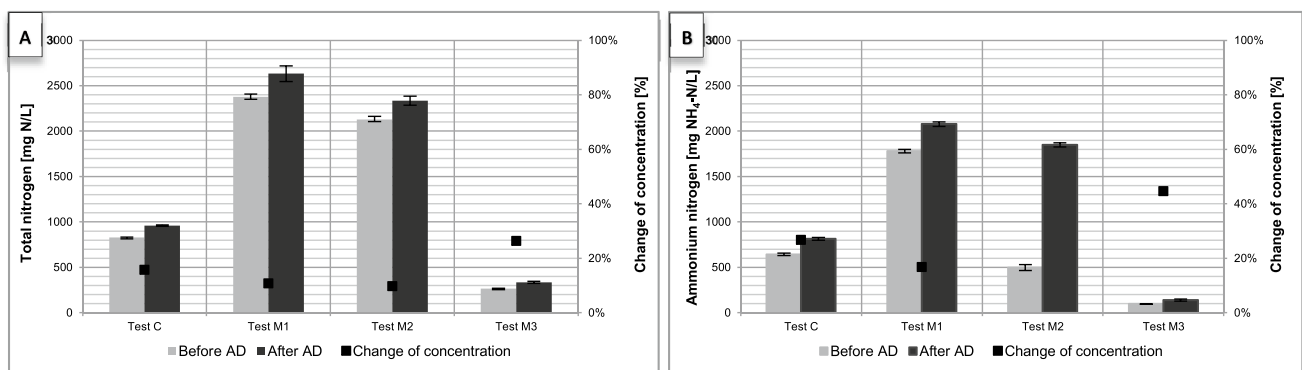 A
3000
2500
2000
1500
1000
500
0
Total nitrogen [mg N/L]
100%
80%
60%
40%
20%
0%
Change of concentration [%]
Test C Test M1 Test M2 Test M3
Before AD After AD Change of concentration
B
3000
2500
2000
1500
1000
500
0
Ammonium nitrogen [mg NH4-N/L]
100%
80%
60%
40%
20%
0%
Change of concentration [%]
Test C Test M1 Test M2 Test M3
Before AD After AD Change of concentration